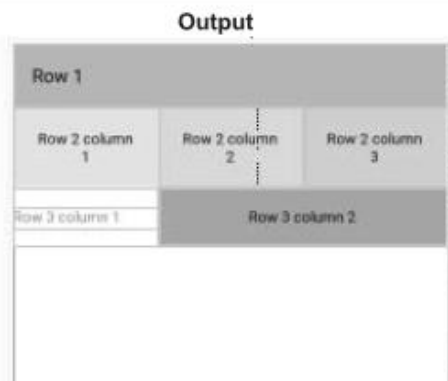 Output
Row 1
Row 2 column
1
Row 2 column
2
Row 2 column
3
Row 3 column 1
Row 3 column 2